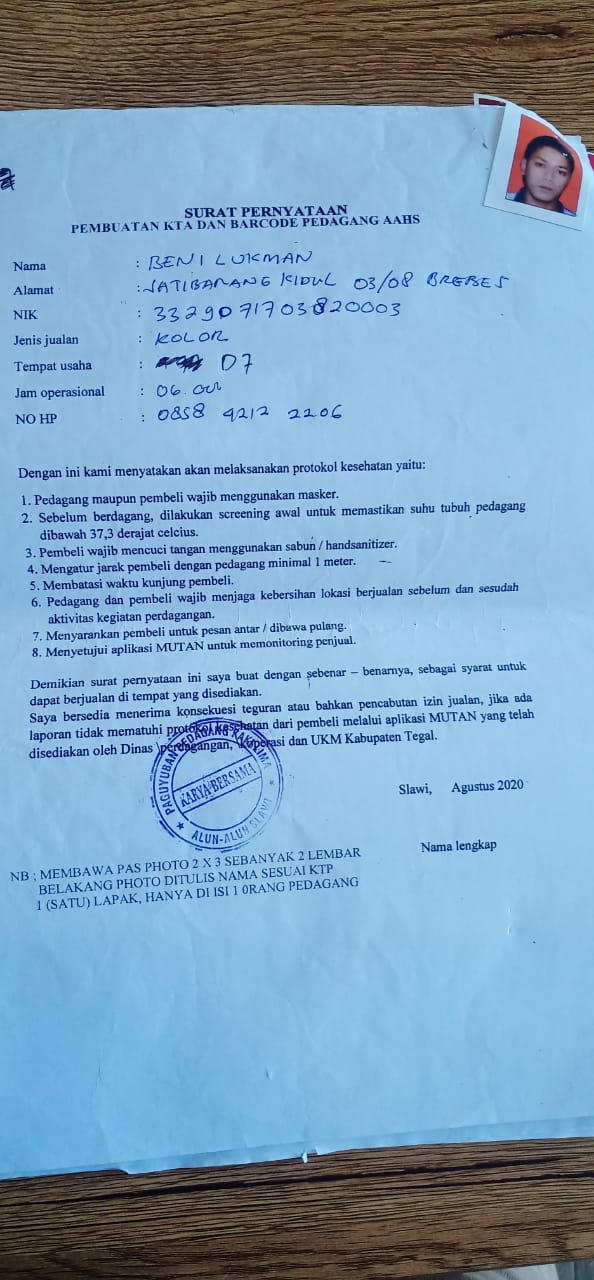 SURAT PERNYATAAN
PEMBUATAN KTA DAN BARCODE PEDAGANG AAHS
Nama : BENI LUKMAN
Alamat : JATIBARANG KIDUL 03/08 BREBES
NIK : 3329071703820003
Jenis jualan : KOLOR
Tempat usaha : D7
Jam operasional : 06.00
NO HP : 0858 4212 2206
Dengan ini kami menyatakan akan melaksanakan protokol kesehatan yaitu:
1. Pedagang maupun pembeli wajib menggunakan masker.
2. Sebelum berdagang, dilakukan screening awal untuk memastikan suhu tubuh pedagang
dibawah 37,3 derajat celcius.
3. Pembeli wajib mencuci tangan menggunakan sabun / handsanitizer.
4. Mengatur jarak pembeli dengan pedagang minimal 1 meter.
5. Membatasi waktu kunjung pembeli.
6. Pedagang dan pembeli wajib menjaga kebersihan lokasi berjualan sebelum dan sesudah
aktivitas kegiatan perdagangan.
7. Menyarankan pembeli untuk pesan antar / dibawa pulang.
8. Menyetujui aplikasi MUTAN untuk memonitoring penjual.
Demikian surat pernyataan ini saya buat dengan sebenar – benarnya, sebagai syarat untuk
dapat berjualan di tempat yang disediakan.
Saya bersedia menerima konsekuesi teguran atau bahkan pencabutan izin jualan, jika ada
laporan tidak mematuhi protokol kesehatan dari pembeli melalui aplikasi MUTAN yang telah
disediakan oleh Dinas \perdagangan, Koperasi dan UKM Kabupaten Tegal.
PAGUYUBAN PEDAGANG KAKI LIMA
KARYA BERSAMA
ALUN-ALUN SLAWI
Slawi, Agustus 2020
Nama lengkap
NB ; MEMBAWA PAS PHOTO 2 X 3 SEBANYAK 2 LEMBAR
BELAKANG PHOTO DITULIS NAMA SESUAI KTP
1 (SATU) LAPAK, HANYA DI ISI 1 0RANG PEDAGANG